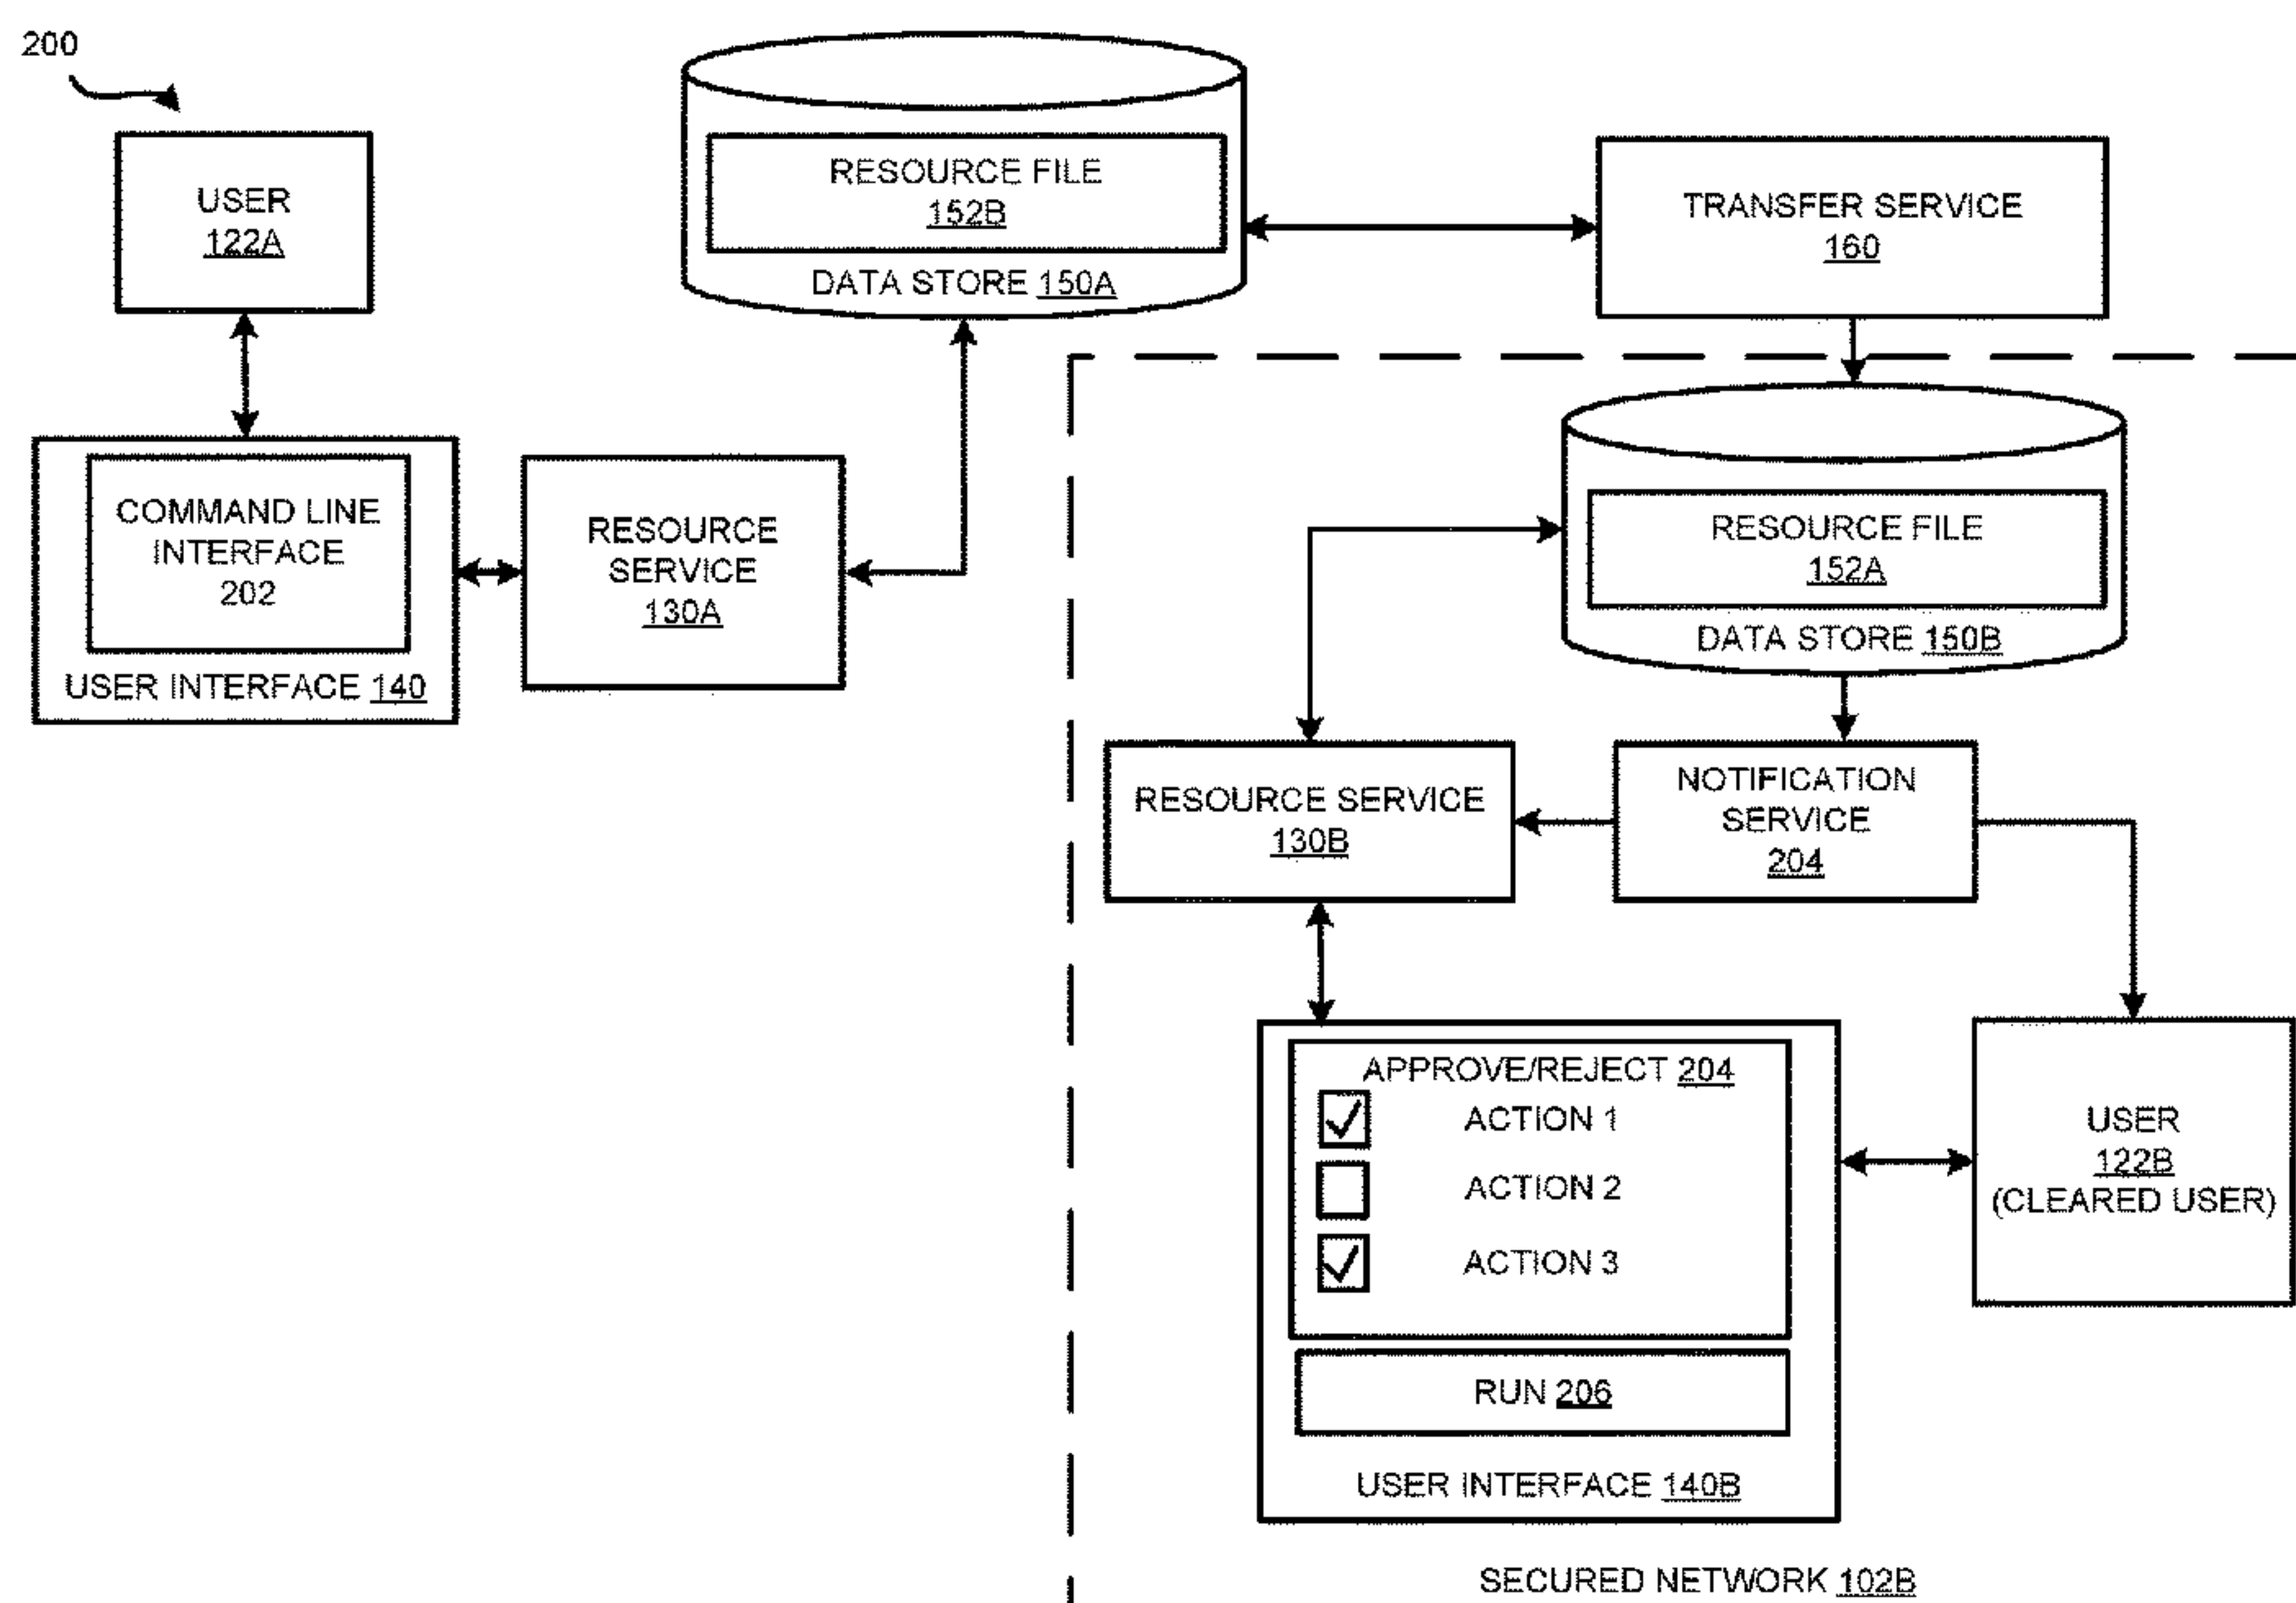 200
USER
122A
RESOURCE FILE
152B
DATA STORE 150A
TRANSFER SERVICE
160
COMMAND LINE
INTERFACE
202
USER INTERFACE 140
RESOURCE
SERVICE
130A
RESOURCE FILE
152A
DATA STORE 150B
RESOURCE SERVICE
130B
NOTIFICATION
SERVICE
204
APPROVE/REJECT 204
ACTION 1
ACTION 2
ACTION 3
RUN 206
USER INTERFACE 140B
USER
122B
(CLEARED USER)
SECURED NETWORK 102B